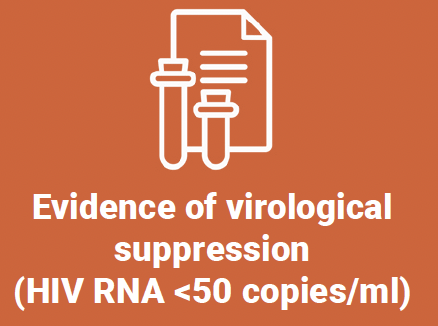 Evidence of virological
suppression
(HIV RNA <50 copies/ml)